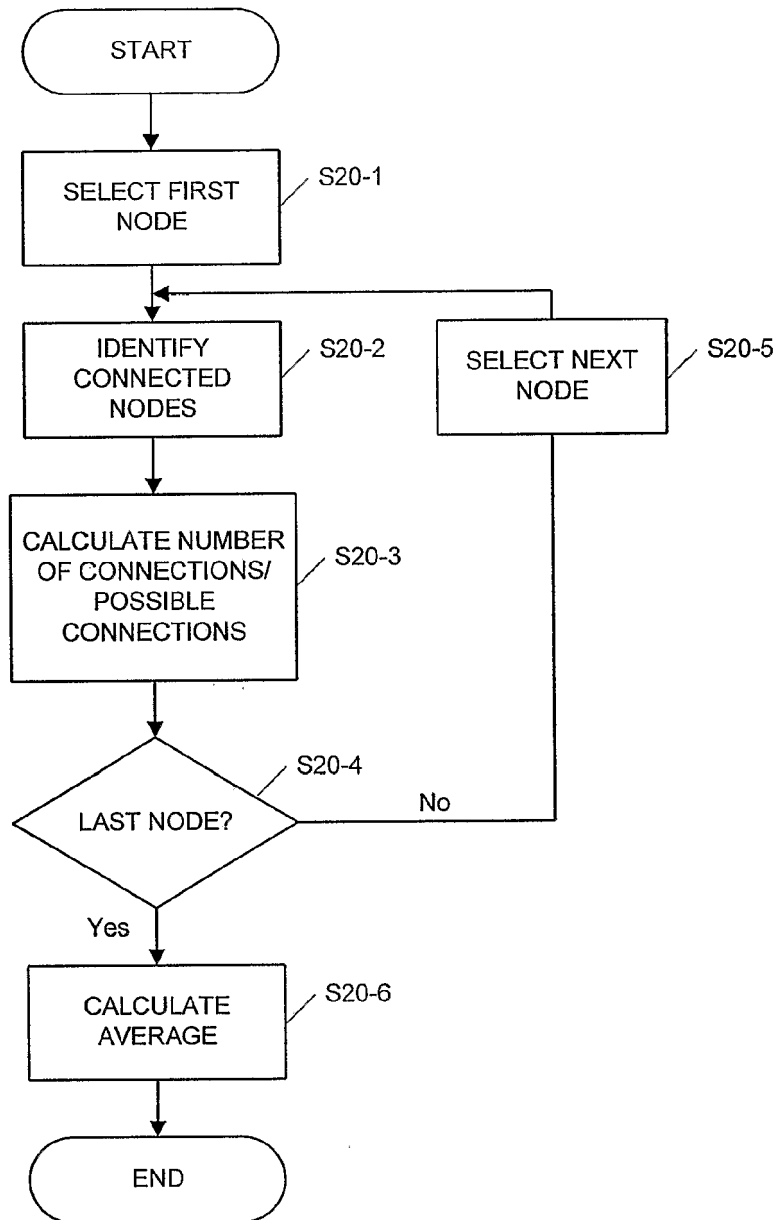 START
SELECT FIRST
NODE
S20-1
IDENTIFY
CONNECTED
NODES
S20-2
SELECT NEXT
NODE
S20-5
CALCULATE NUMBER
OF CONNECTIONS/
POSSIBLE
CONNECTIONS
S20-3
S20-4
LAST NODE?
No
Yes
CALCULATE
AVERAGE
S20-6
END